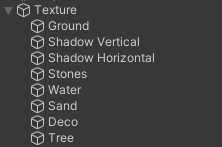 Texture
Ground
Shadow Vertical
Shadow Horizontal
Stones
Water
Sand
Deco
Tree